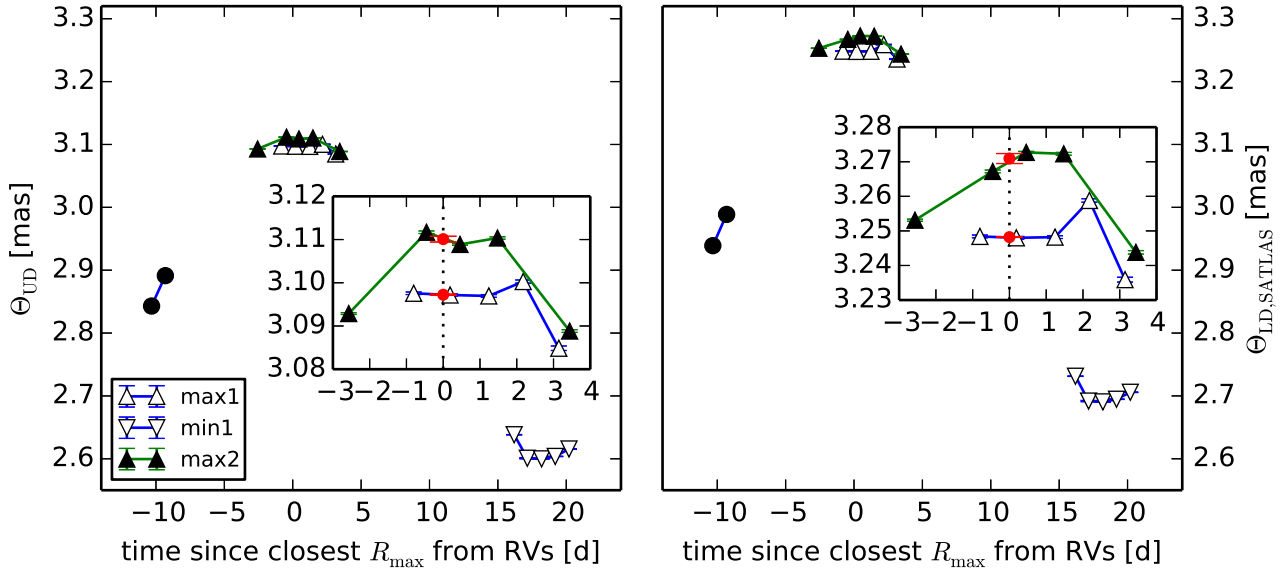 3.3
3.2
3.1
3.0
2.9
2.8
2.7
2.6
Θ_UD [mas]
3.12
3.11
3.10
3.09
3.08
−3 −2 −1 0 1 2 3 4
max1
min1
max2
−10 −5 0 5 10 15 20
time since closest R_max from RVs [d]
3.28
3.27
3.26
3.25
3.24
3.23
−3 −2 −1 0 1 2 3 4
−10 −5 0 5 10 15 20
time since closest R_max from RVs [d]
3.3
3.2
3.1
3.0
2.9
2.8
2.7
2.6
Θ_LD,SATLAS [mas]